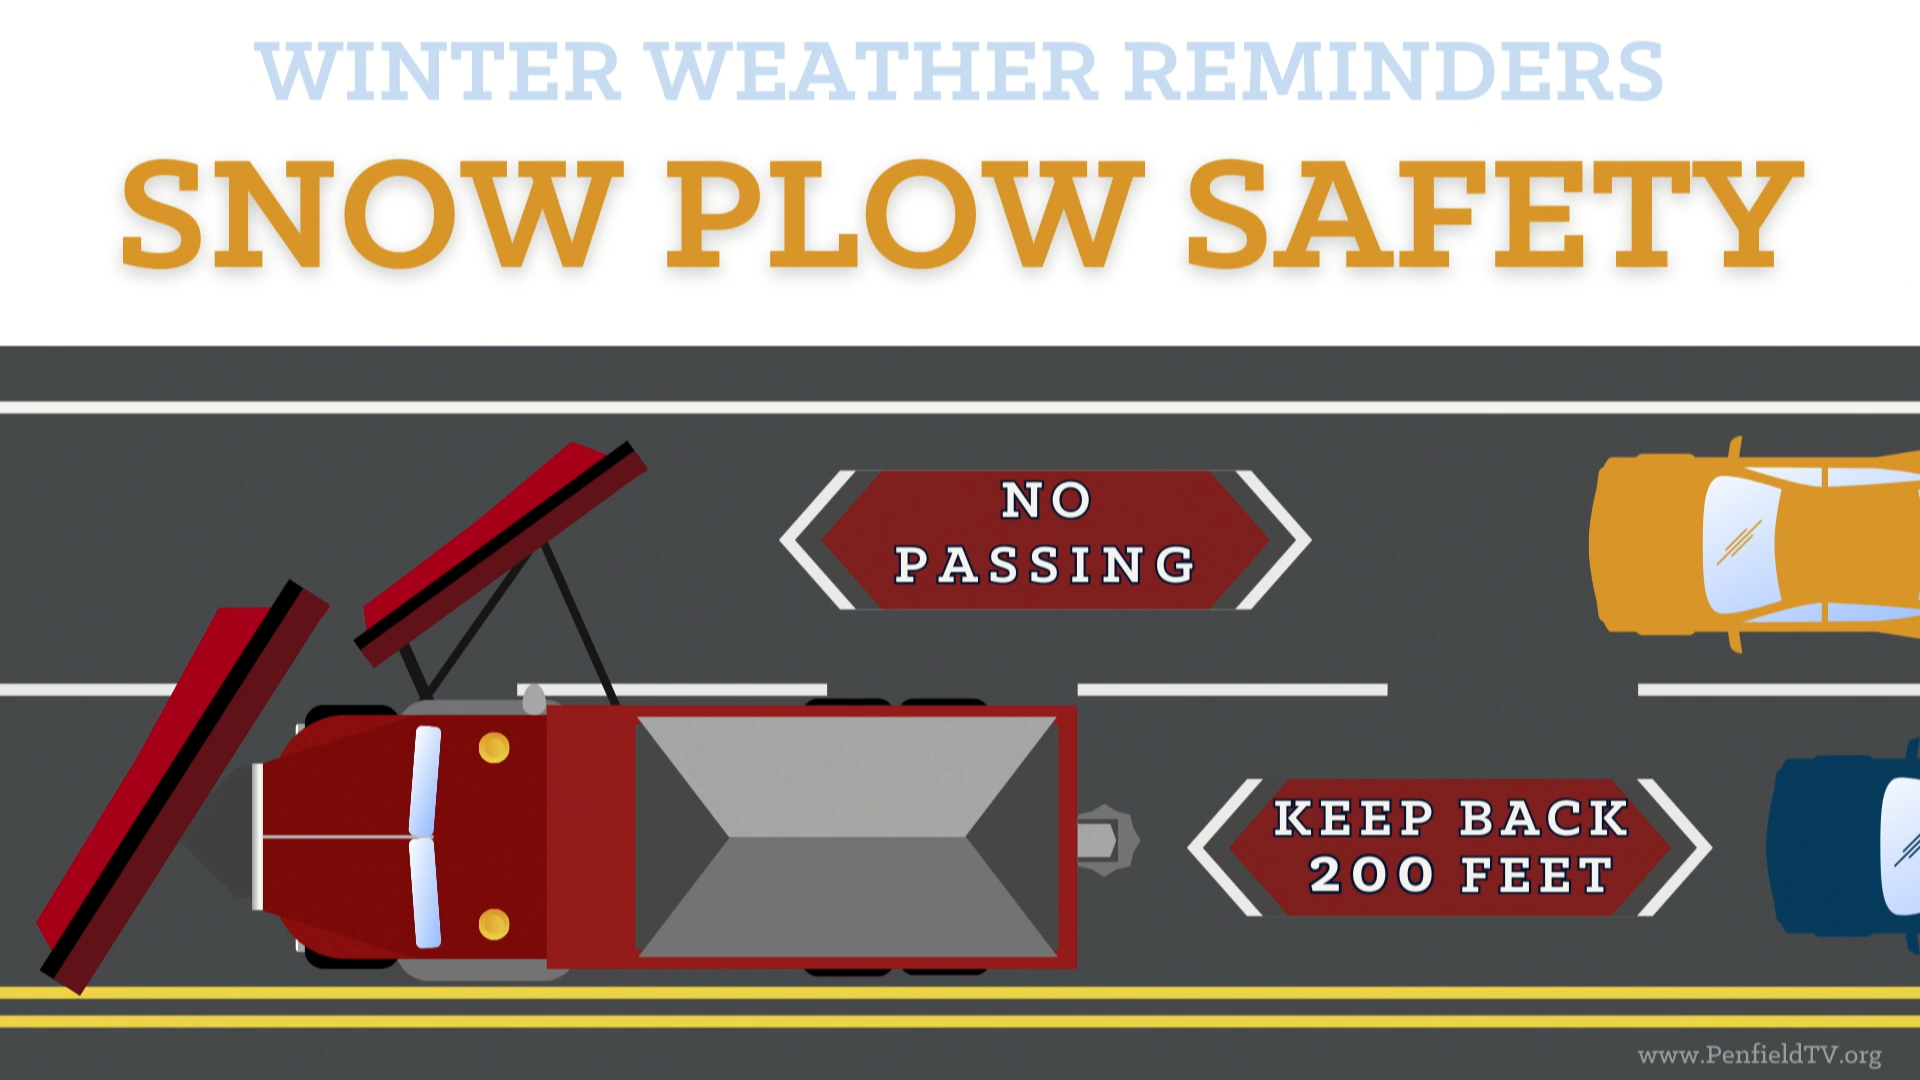 WINTER WEATHER REMINDERS
SNOW PLOW SAFETY
NO
PASSING
KEEP BACK
200 FEET
www.PenfieldTV.org